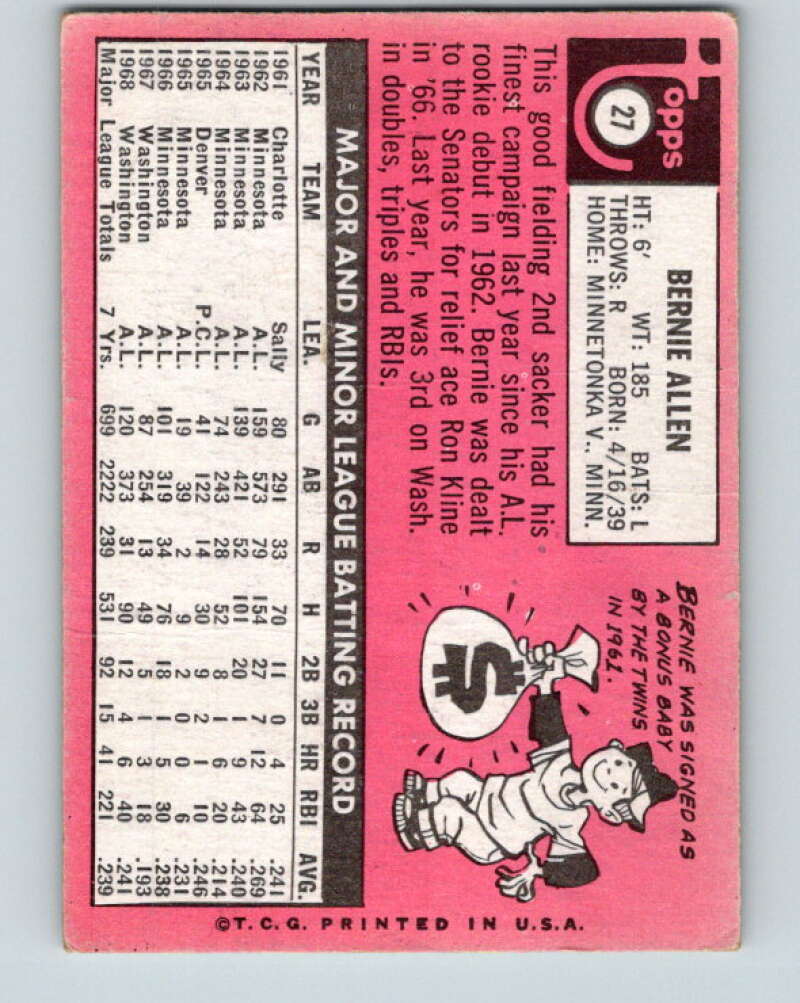 Topps
27
BERNIE ALLEN
HT: 6' WT: 185 BATS: L
THROWS: R BORN: 4/16/39
HOME: MINNETONKA V., MINN.
This good fielding 2nd sacker had his
finest campaign last year since his A.L.
rookie debut in 1962. Bernie was dealt
to the Senators for relief ace Ron Kline
in '66. Last year, he was 3rd on Wash.
in doubles, triples and RBIs.
BERNIE WAS SIGNED AS
A BONUS BABY
BY THE TWINS
IN 1961.
$
MAJOR AND MINOR LEAGUE BATTING RECORD
YEAR TEAM LEA. G AB R H 2B 3B HR RBI AVG.
1961 Charlotte Sally 80 291 33 70 11 0 4 25 .241
1962 Minnesota A.L. 159 573 79 154 27 7 12 64 .269
1963 Minnesota A.L. 139 421 52 101 20 1 9 43 .240
1964 Minnesota A.L. 74 243 28 52 8 1 6 20 .214
1965 Denver P.C.L. 41 122 14 30 9 2 1 10 .246
1965 Minnesota A.L. 19 39 2 9 2 0 0 6 .231
1966 Minnesota A.L. 101 319 34 76 18 1 5 30 .238
1967 Washington A.L. 87 254 13 49 5 1 3 18 .193
1968 Washington A.L. 120 373 31 90 12 4 6 40 .241
Major League Totals 7 Yrs. 699 2222 239 531 92 15 41 221 .239
©T.C.G. PRINTED IN U.S.A.